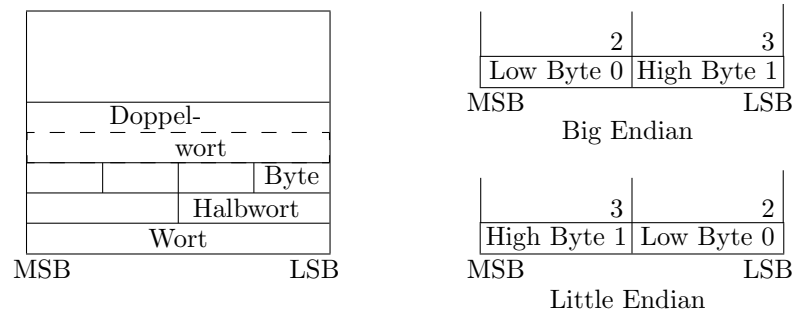 Doppel-
wort
Byte
Halbwort
Wort
MSB LSB
2 3
Low Byte 0 High Byte 1
MSB LSB
Big Endian
3 2
High Byte 1 Low Byte 0
MSB LSB
Little Endian